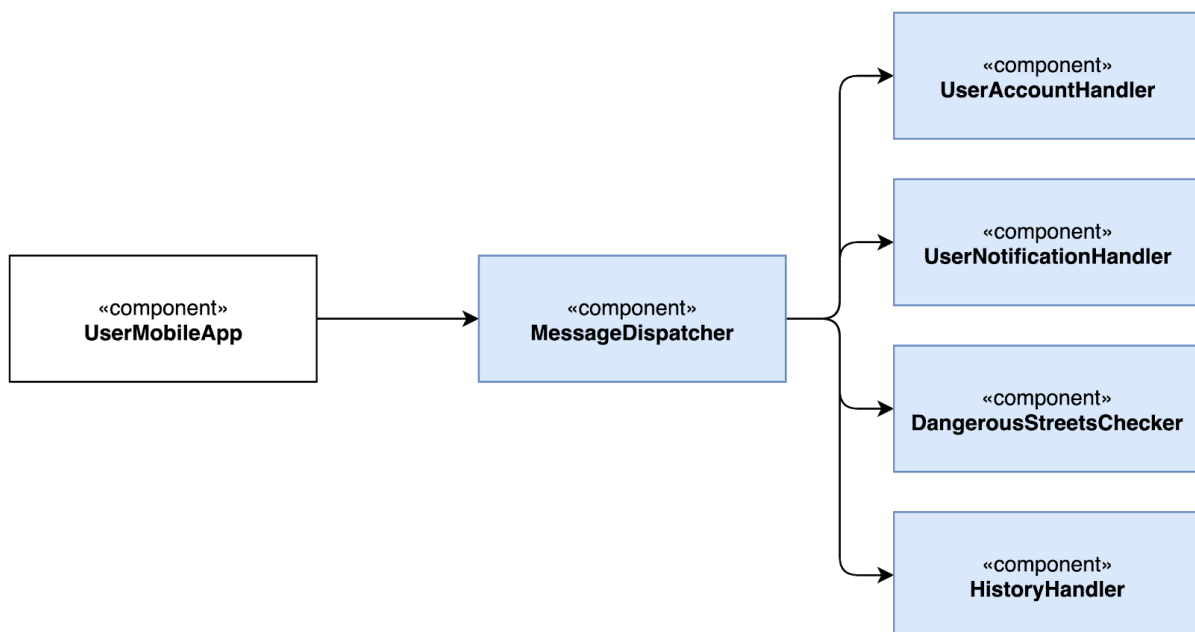 «component»
UserMobileApp
«component»
MessageDispatcher
«component»
UserAccountHandler
«component»
UserNotificationHandler
«component»
DangerousStreetsChecker
«component»
HistoryHandler